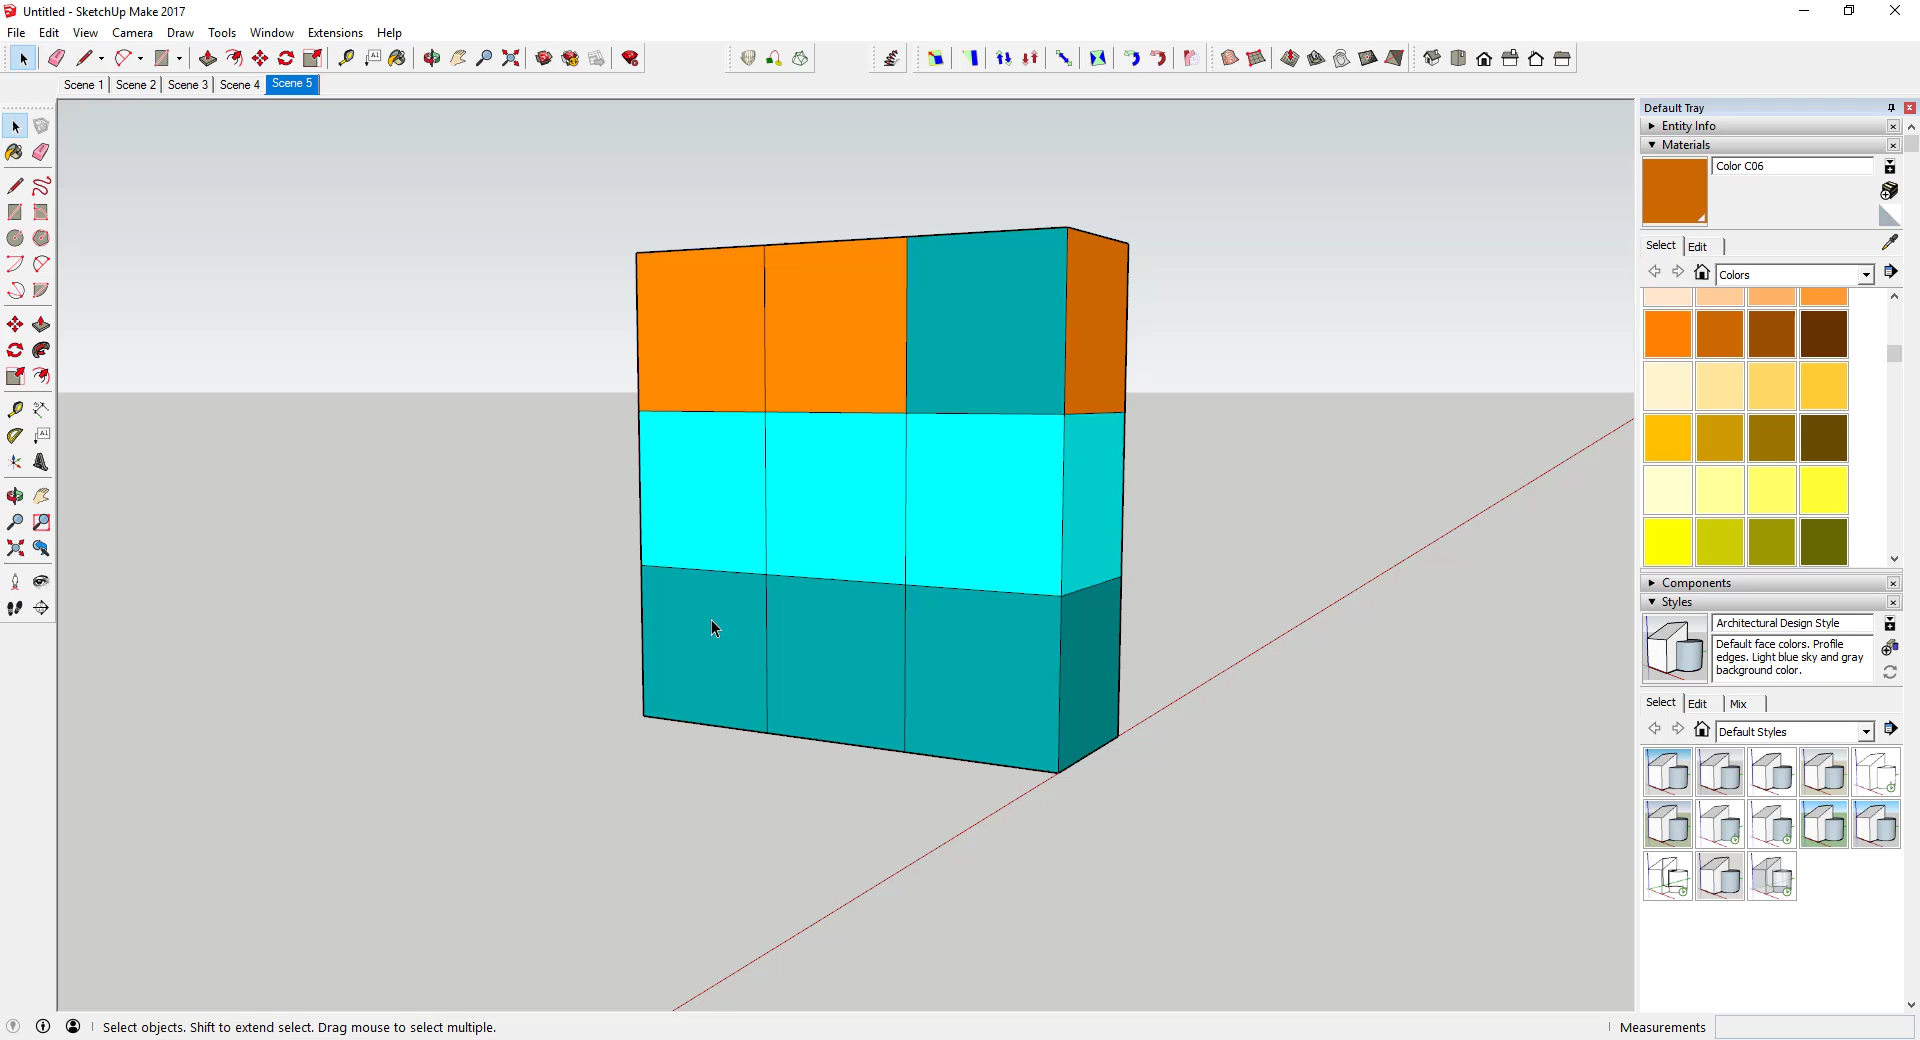 Untitled - SketchUp Make 2017
File Edit View Camera Draw Tools Window Extensions Help
Scene 1 Scene 2 Scene 3 Scene 4 Scene 5
Default Tray
Entity Info
Materials
Color C06
Select Edit
Colors
Components
Styles
Architectural Design Style
Default face colors. Profile
edges. Light blue sky and gray
background color.
Select Edit Mix
Default Styles
Select objects. Shift to extend select. Drag mouse to select multiple.
Measurements